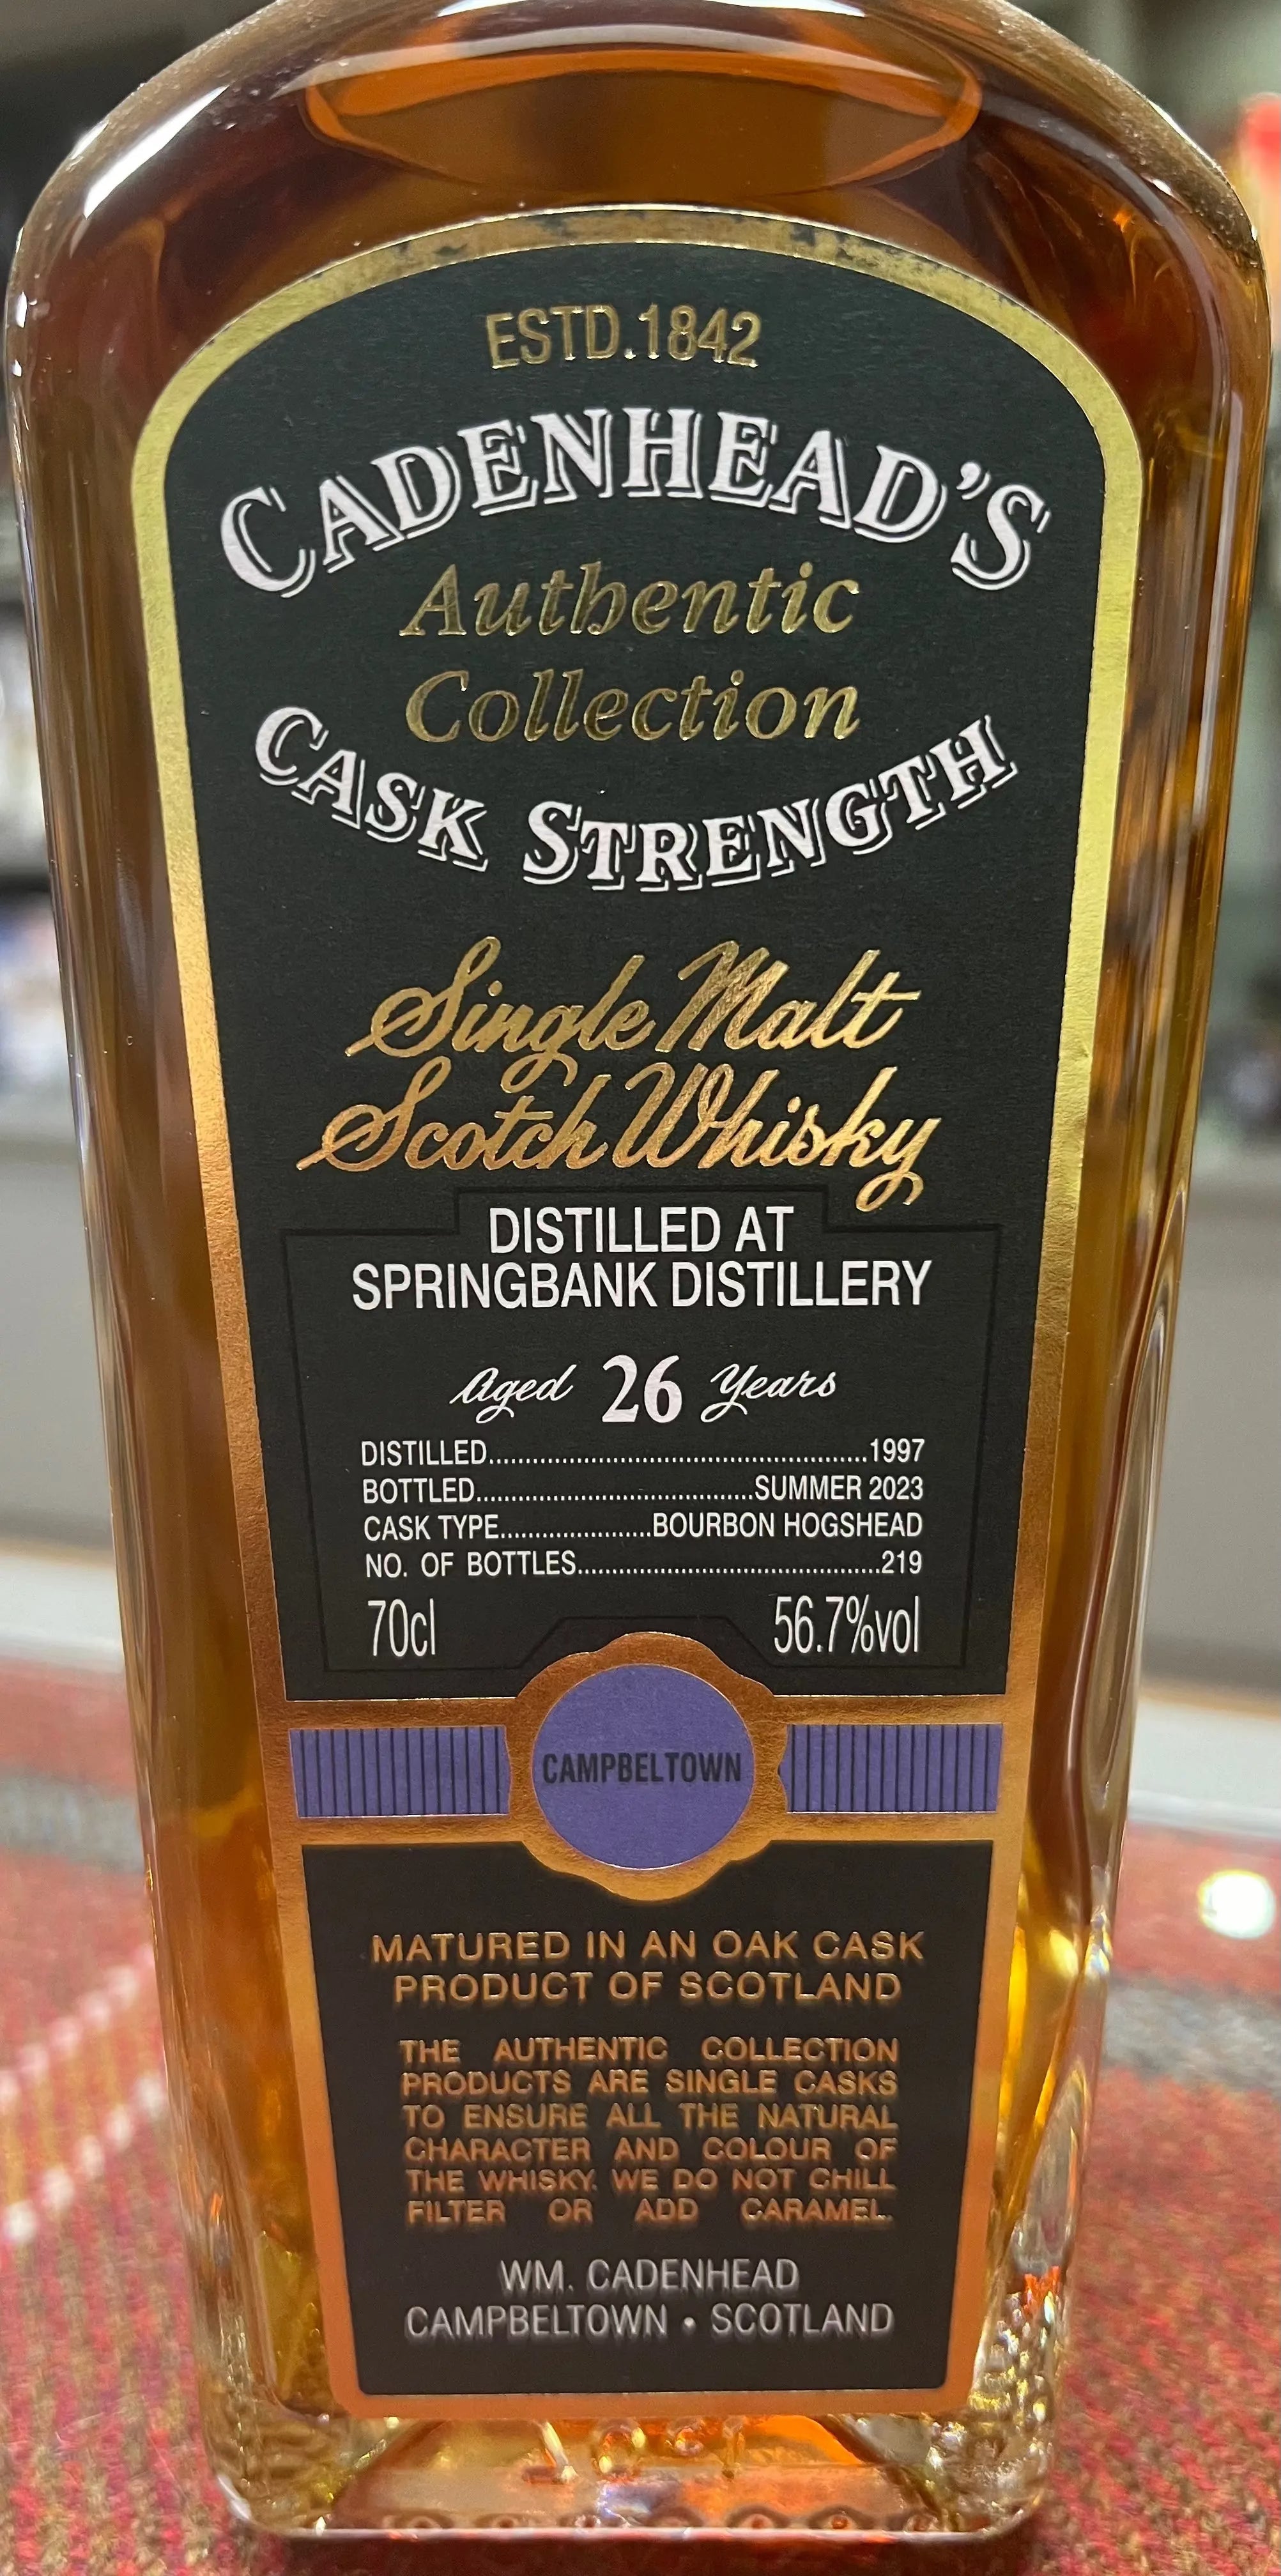 ESTD.1842
CADENHEAD'S
Authentic
Collection
CASK STRENGTH
Single Malt
Scotch Whisky
DISTILLED AT
SPRINGBANK DISTILLERY
Aged 26 Years
DISTILLED....................................................1997
BOTTLED.......................................SUMMER 2023
CASK TYPE.....................BOURBON HOGSHEAD
NO. OF BOTTLES...........................................219
70cl 56.7%vol
CAMPBELTOWN
MATURED IN AN OAK CASK
PRODUCT OF SCOTLAND
THE AUTHENTIC COLLECTION
PRODUCTS ARE SINGLE CASKS
TO ENSURE ALL THE NATURAL
CHARACTER AND COLOUR OF
THE WHISKY. WE DO NOT CHILL
FILTER OR ADD CARAMEL.
WM. CADENHEAD
CAMPBELTOWN • SCOTLAND